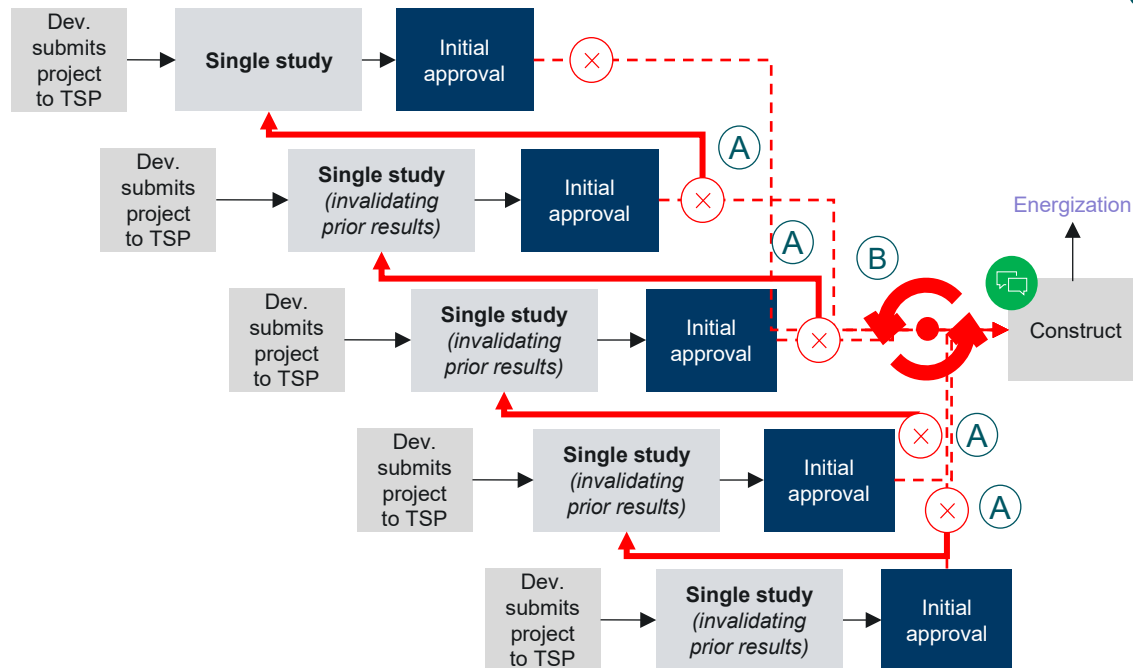 Dev.
submits
project
to TSP
Single study
Initial
approval
A
Dev.
submits
project
to TSP
Single study
(invalidating
prior results)
Initial
approval
Energization
A
B
Dev.
submits
project
to TSP
Single study
(invalidating
prior results)
Initial
approval
Construct
Dev.
submits
project
to TSP
Single study
(invalidating
prior results)
Initial
approval
A
A
Dev.
submits
project
to TSP
Single study
(invalidating
prior results)
Initial
approval